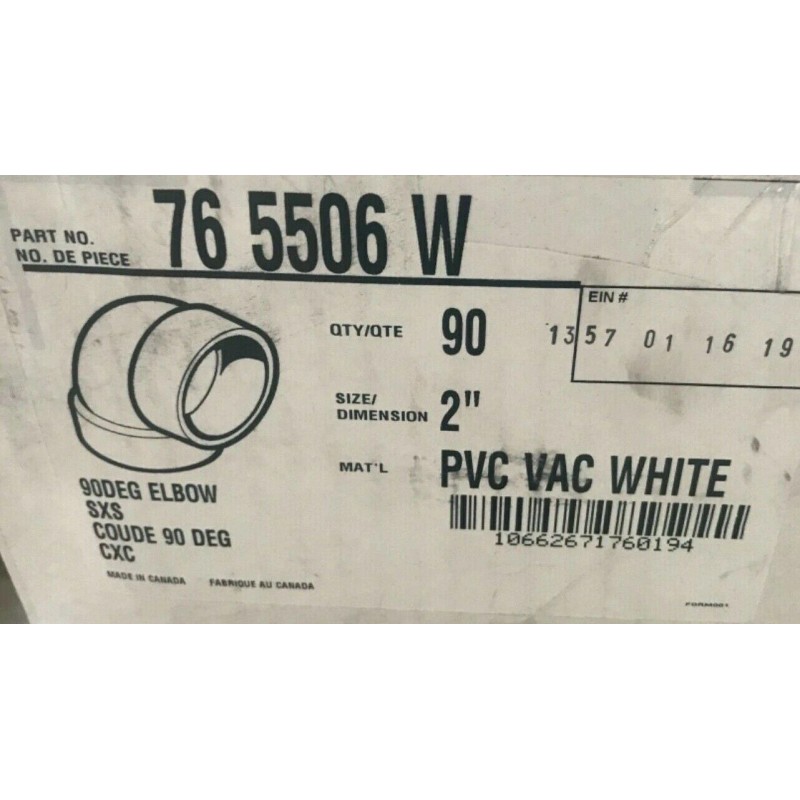 PART NO.
NO. DE PIECE
76 5506 W
QTY/QTE 90
EIN #
1357 01 16 19
SIZE/
DIMENSION 2"
MAT'L PVC VAC WHITE
10662671760194
90DEG ELBOW
SXS
COUDE 90 DEG
CXC
MADE IN CANADA FABRIQUE AU CANADA